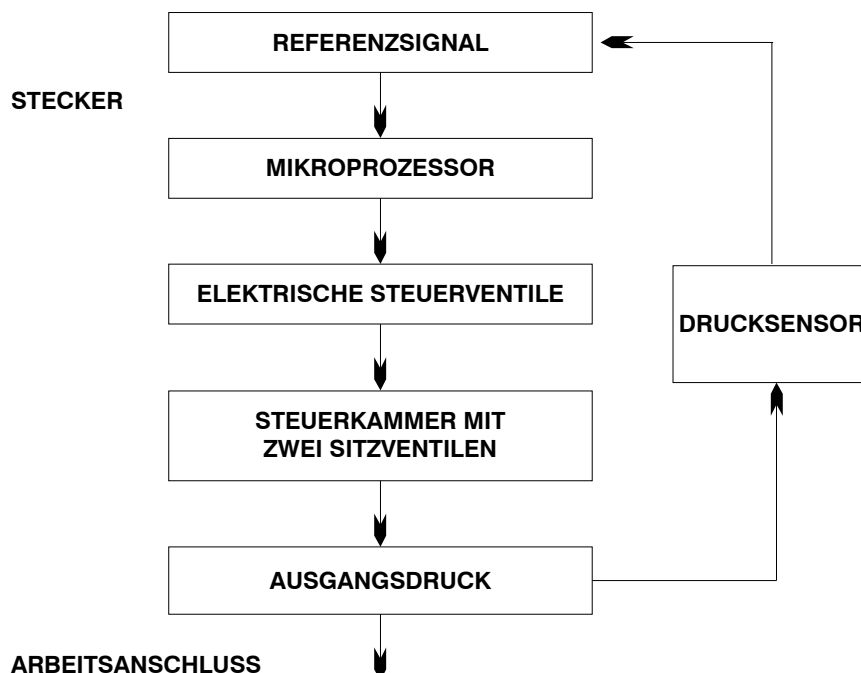 REFERENZSIGNAL
STECKER
MIKROPROZESSOR
ELEKTRISCHE STEUERVENTILE
DRUCKSENSOR
STEUERKAMMER MIT
ZWEI SITZVENTILEN
AUSGANGSDRUCK
ARBEITSANSCHLUSS